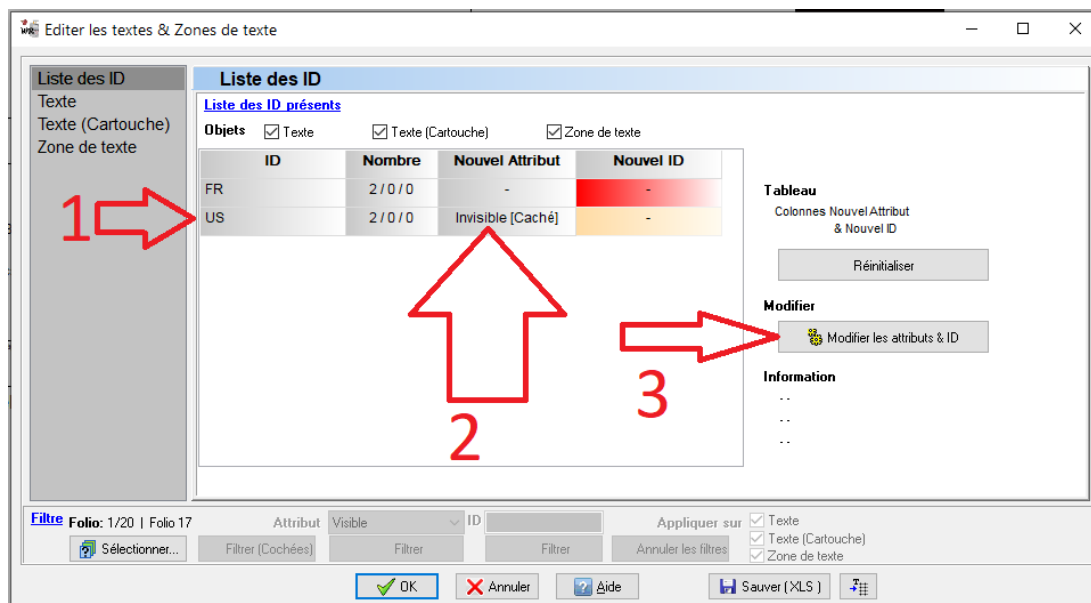 Editer les textes & Zones de texte
Liste des ID
Texte
Texte (Cartouche)
Zone de texte
Liste des ID
Liste des ID présents
Objets Texte Texte (Cartouche) Zone de texte
ID Nombre Nouvel Attribut Nouvel ID
FR 2 / 0 / 0 - -
US 2 / 0 / 0 Invisible [Caché] -
1
2
3
Tableau
Colonnes Nouvel Attribut
& Nouvel ID
Réinitialiser
Modifier
Modifier les attributs & ID
Information
- -
- -
- -
Filtre Folio: 1/20 | Folio 17 Attribut Visible ID Appliquer sur Texte
Texte (Cartouche)
Zone de texte
Sélectionner... Filtrer (Cochées) Filtrer Filtrer Annuler les filtres
OK Annuler Aide Sauver ( XLS )